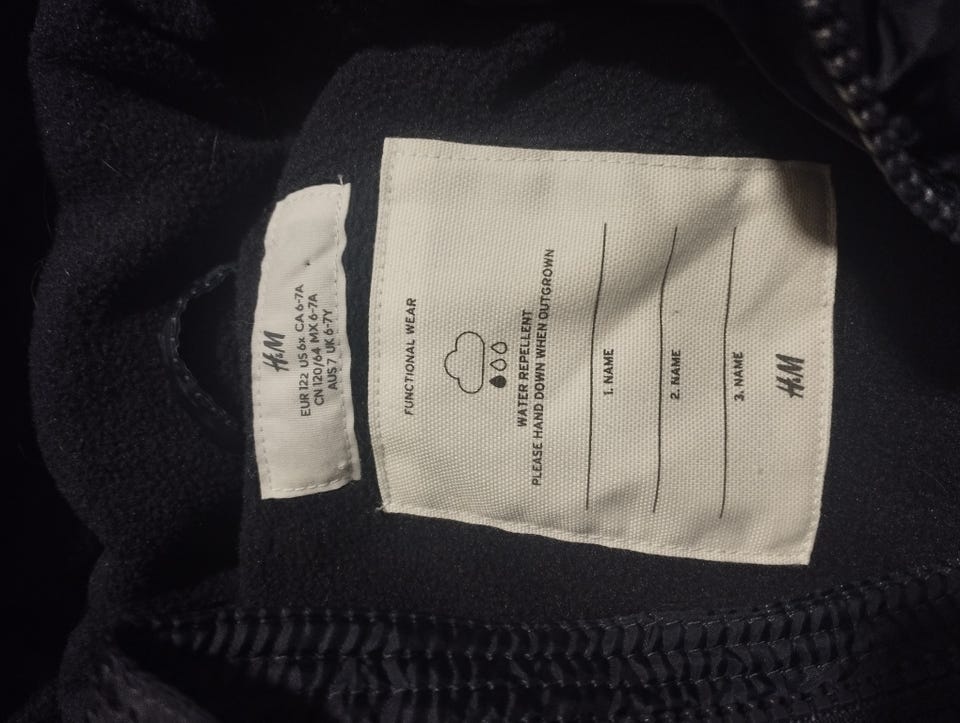 H&M
EUR 122 US 6x CA 6-7A
CN 120/64 MX 6-7A
AUS 7 UK 6-7Y
FUNCTIONAL WEAR
WATER REPELLENT
PLEASE HAND DOWN WHEN OUTGROWN
1. NAME
2. NAME
3. NAME
H&M